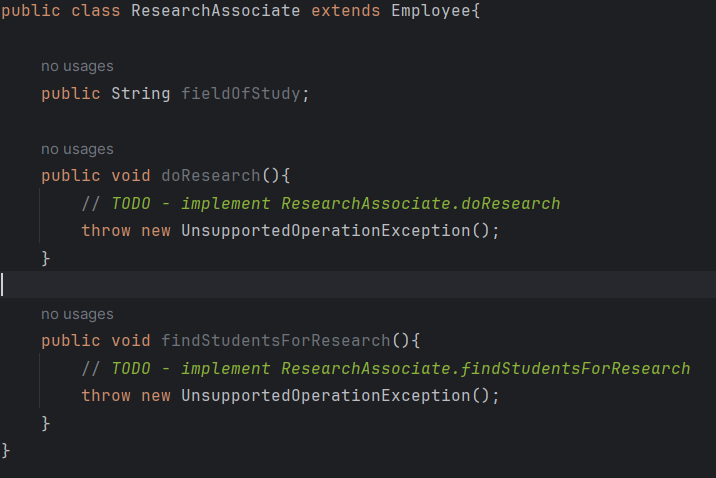 public class ResearchAssociate extends Employee{
no usages
public String fieldOfStudy;
no usages
public void doResearch(){
// TODO - implement ResearchAssociate.doResearch
throw new UnsupportedOperationException();
}
no usages
public void findStudentsForResearch(){
// TODO - implement ResearchAssociate.findStudentsForResearch
throw new UnsupportedOperationException();
}
}